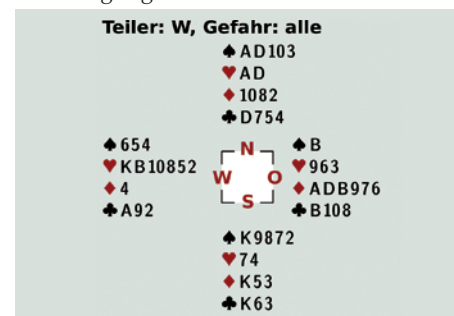 Teiler: W, Gefahr: alle
♠ AD103
♥ AD
♦ 1082
♣ D754
♠ 654
♥ KB10852
♦ 4
♣ A92
N
W O
S
♠ B
♥ 963
♦ ADB976
♣ B108
♠ K9872
♥ 74
♦ K53
♣ K63